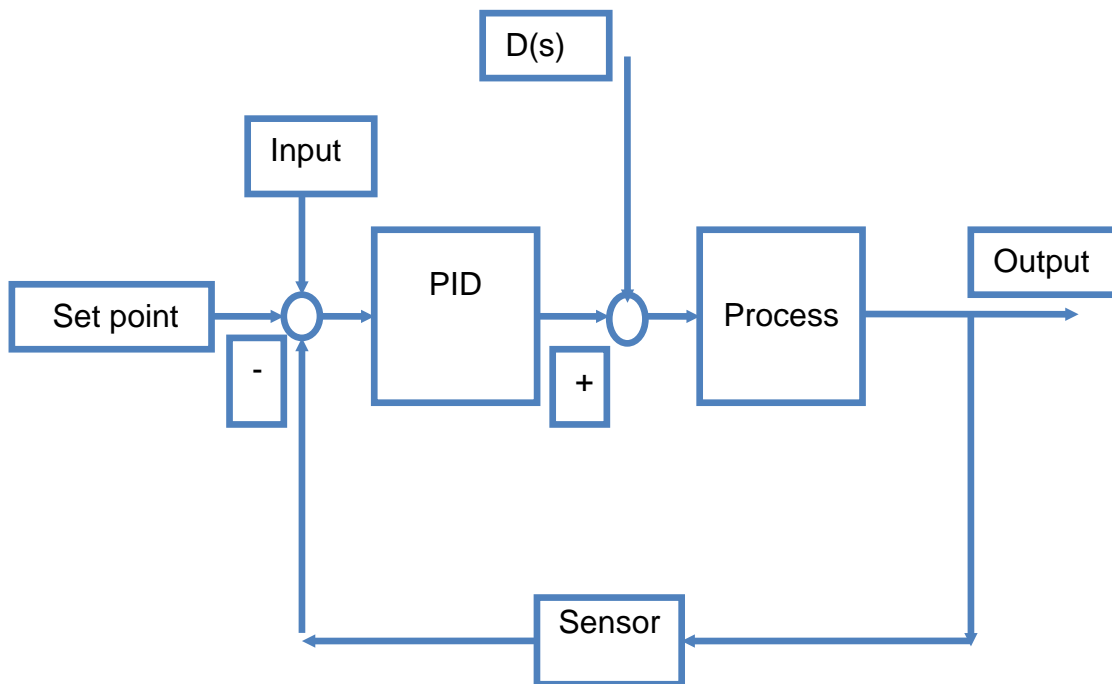 D(s)
Input
PID
Output
Set point
Process
-
+
Sensor